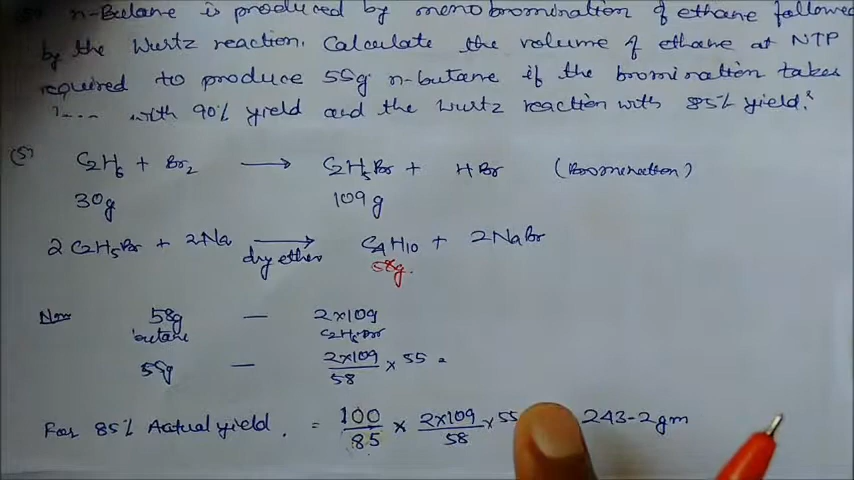 n-Butane is produced by monobromination of ethane followed
by the Wurtz reaction. Calculate the volume of ethane at NTP
required to produce 55g n-butane if the bromination takes
with 90% yield and the Wurtz reaction with 85% yield.
(5) C2H6 + Br2 → C2H5Br + HBr (Bromination)
30g 109g
2 C2H5Br + 2Na → C4H10 + 2NaBr
dry ether 58g.
Now 58g — 2×109
butane C2H5Br
55g — 2×109/58 × 55 =
For 85% Actual yield. = 100/85 × 2×109/58 × 55 243-2gm